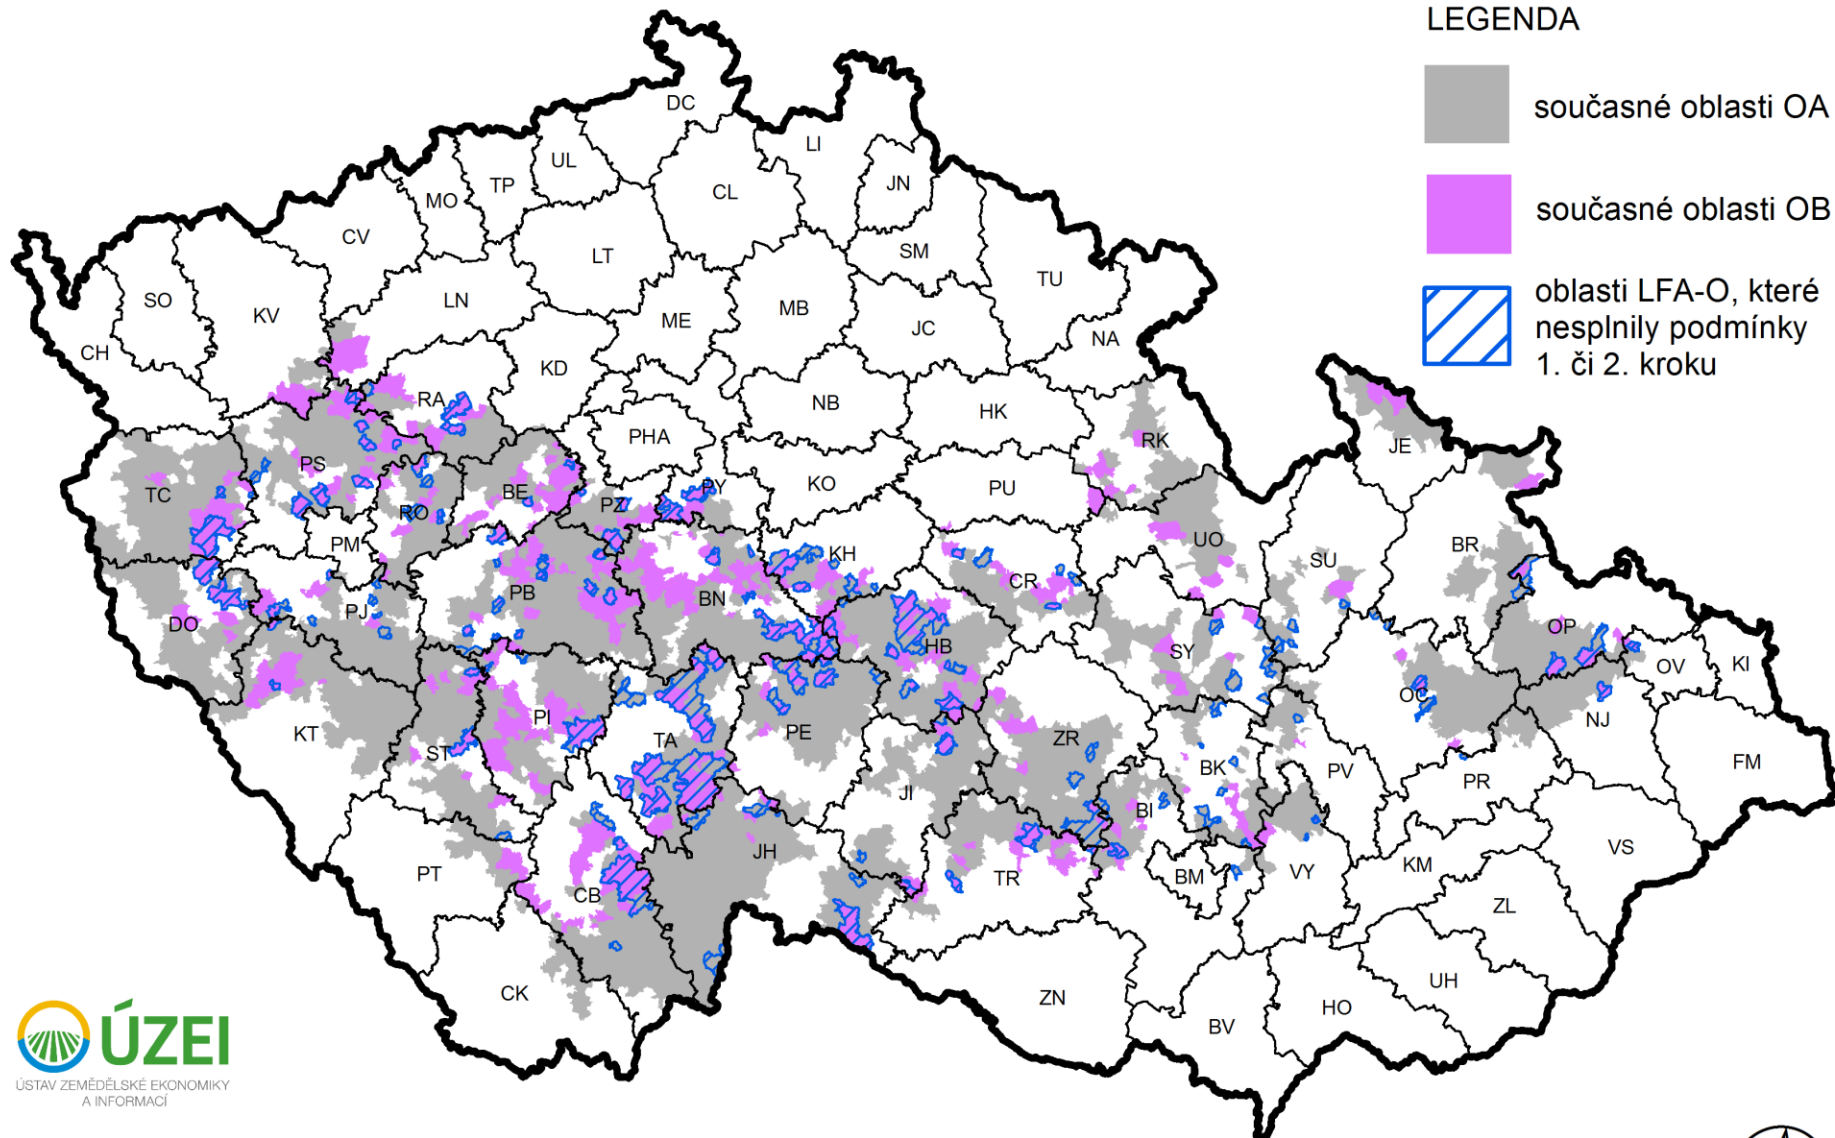 LEGENDA
současné oblasti OA
současné oblasti OB
oblasti LFA-O, které
nesplnily podmínky
1. či 2. kroku
DC
LI
UL
TP
MO
CL
JN
CV
LT
SM
TU
SO
KV
LN
ME
MB
JC
NA
CH
KD
RA
NB
HK
PHA
RK
JE
PS
TC
BE
PZ
PY
KO
PU
RO
PM
KH
UO
SU
BR
PB
BN
CR
PJ
DO
HB
SY
OP
OV
KI
OC
NJ
KT
PI
TA
PE
ZR
ST
BK
PV
PR
FM
JI
BI
JH
PT
CB
TR
BM
VY
KM
VS
ZL
CK
ZN
BV
HO
UH
ÚZEI
ÚSTAV ZEMĚDĚLSKÉ EKONOMIKY
A INFORMACÍ